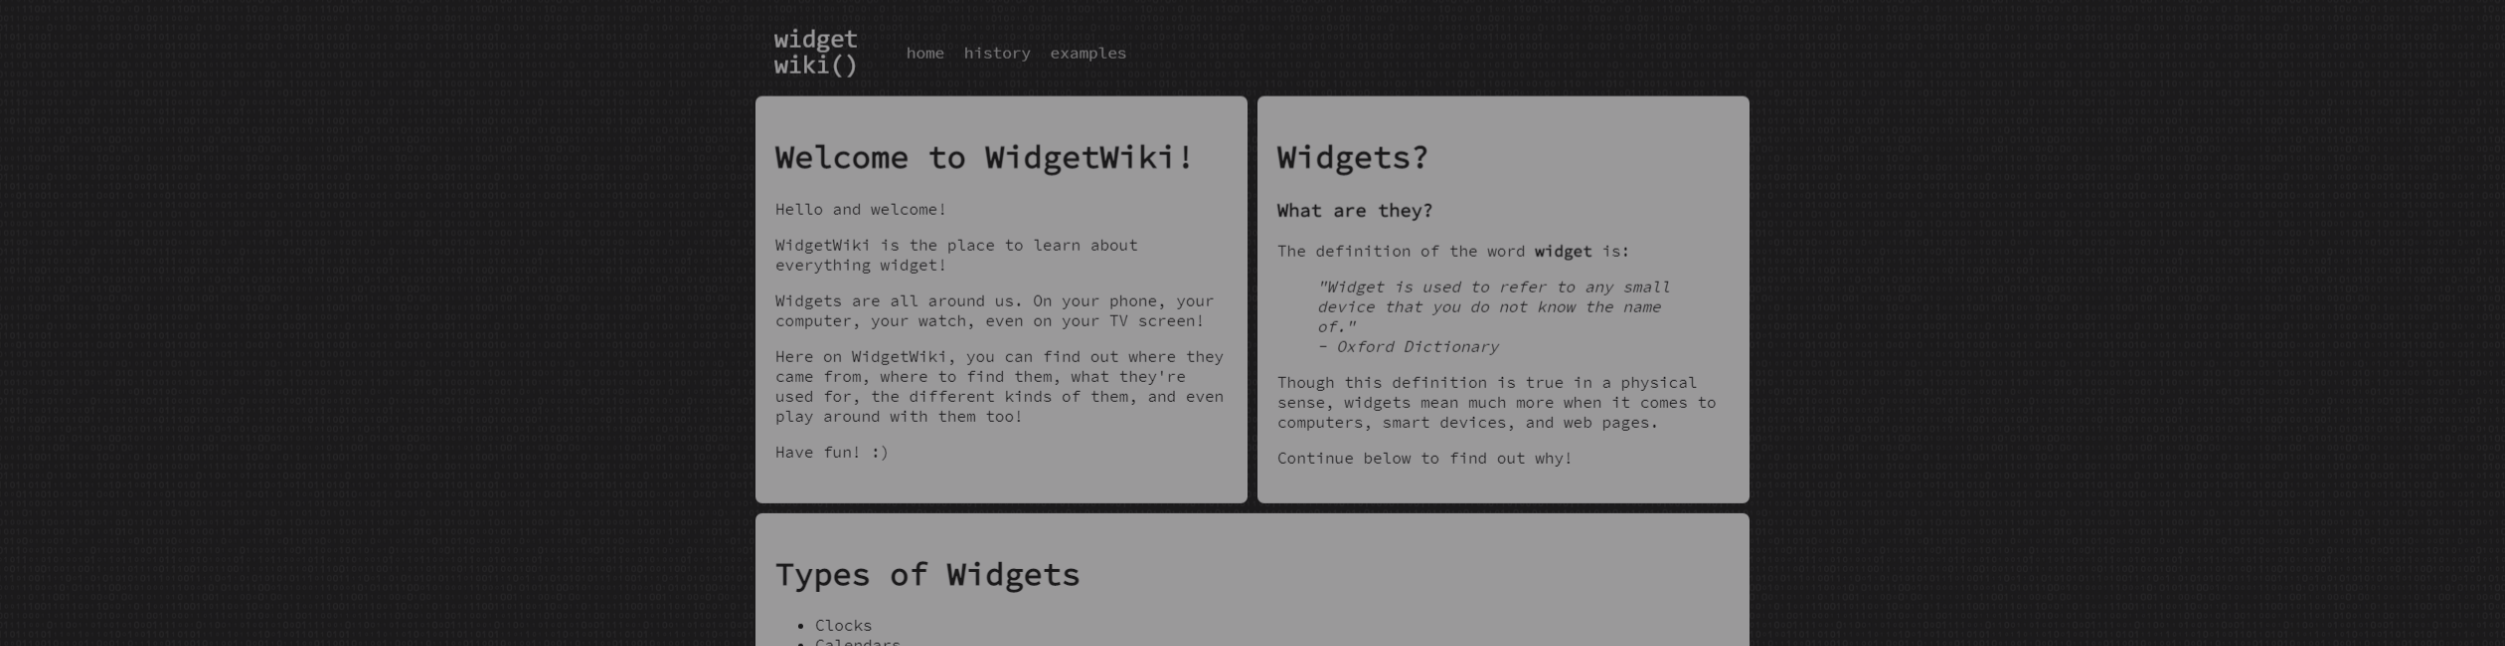 widget
wiki()
home history examples
Welcome to WidgetWiki!
Hello and welcome!
WidgetWiki is the place to learn about
everything widget!
Widgets are all around us. On your phone, your
computer, your watch, even on your TV screen!
Here on WidgetWiki, you can find out where they
came from, where to find them, what they're
used for, the different kinds of them, and even
play around with them too!
Have fun! :)
Widgets?
What are they?
The definition of the word widget is:
"Widget is used to refer to any small
device that you do not know the name
of."
- Oxford Dictionary
Though this definition is true in a physical
sense, widgets mean much more when it comes to
computers, smart devices, and web pages.
Continue below to find out why!
Types of Widgets
• Clocks
• Calendars